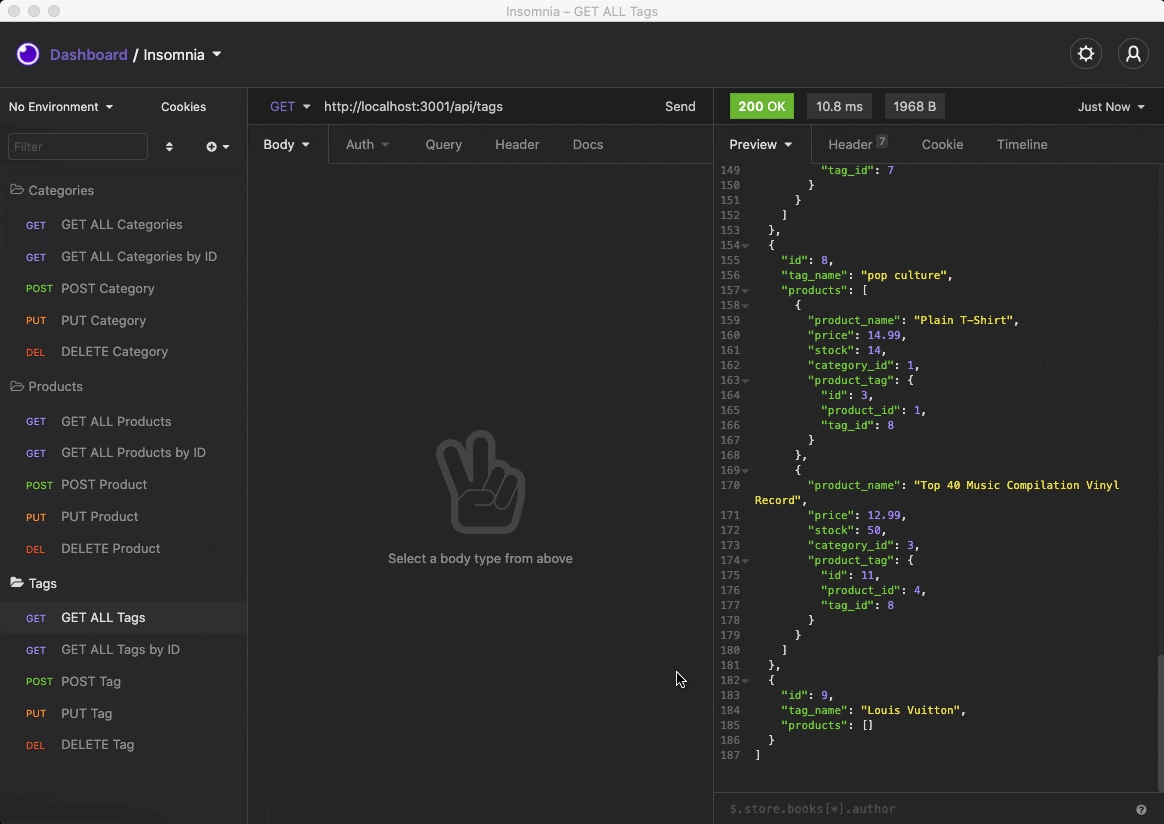 Insomnia – GET ALL Tags
Dashboard / Insomnia
No Environment
Cookies
Filter
Categories
GET GET ALL Categories
GET GET ALL Categories by ID
POST POST Category
PUT PUT Category
DEL DELETE Category
Products
GET GET ALL Products
GET GET ALL Products by ID
POST POST Product
PUT PUT Product
DEL DELETE Product
Tags
GET GET ALL Tags
GET GET ALL Tags by ID
POST POST Tag
PUT PUT Tag
DEL DELETE Tag
GET http://localhost:3001/api/tags Send
Body Auth Query Header Docs
Select a body type from above
200 OK 10.8 ms 1968 B Just Now
Preview Header 7 Cookie Timeline
149 "tag_id": 7
150 }
151 }
152 ]
153 },
154 {
155 "id": 8,
156 "tag_name": "pop culture",
157 "products": [
158 {
159 "product_name": "Plain T-Shirt",
160 "price": 14.99,
161 "stock": 14,
162 "category_id": 1,
163 "product_tag": {
164 "id": 3,
165 "product_id": 1,
166 "tag_id": 8
167 }
168 },
169 {
170 "product_name": "Top 40 Music Compilation Vinyl
Record",
171 "price": 12.99,
172 "stock": 50,
173 "category_id": 3,
174 "product_tag": {
175 "id": 11,
176 "product_id": 4,
177 "tag_id": 8
178 }
179 }
180 ]
181 },
182 {
183 "id": 9,
184 "tag_name": "Louis Vuitton",
185 "products": []
186 }
187 ]
$.store.books[*].author